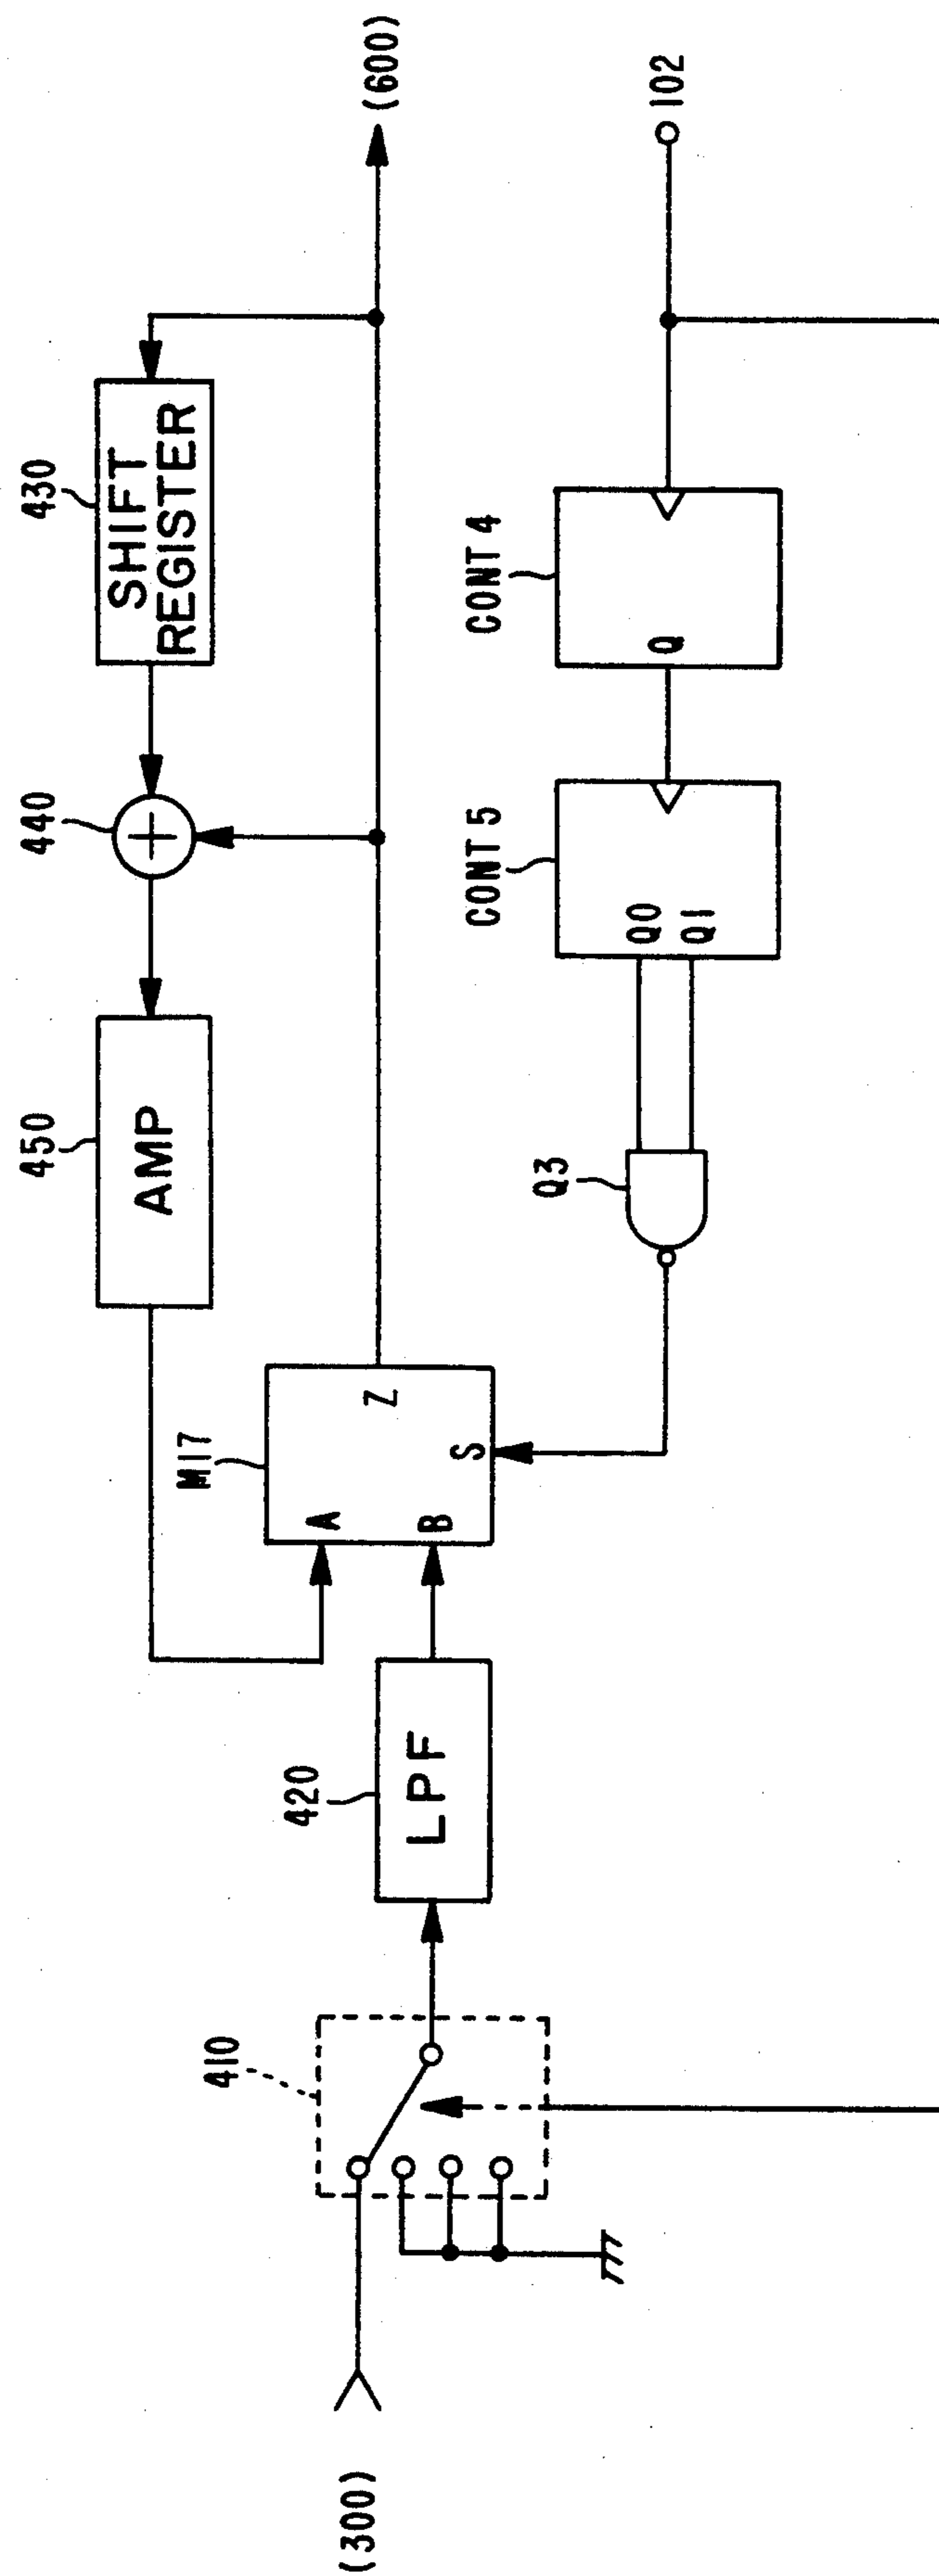 (300)
410
420
LPF
M17
A
B
Z
S
450
AMP
440
+
430
SHIFT
REGISTER
(600)
Q3
CONT 5
Q0
Q1
CONT 4
Q
102